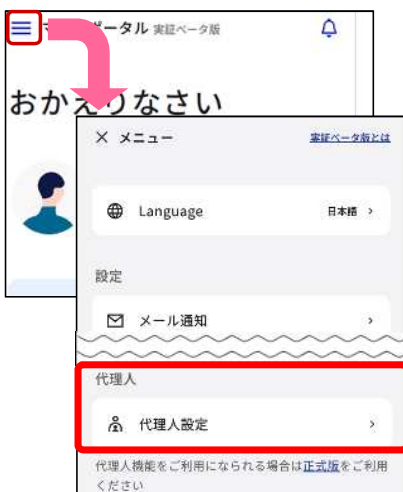 マ ータル 実証ベータ版
おかえりなさい
× メニュー
実証ベータ版とは
Language
日本語 >
設定
メール通知 >
代理人
代理人設定 >
代理人機能をご利用になられる場合は正式版をご利用
ください